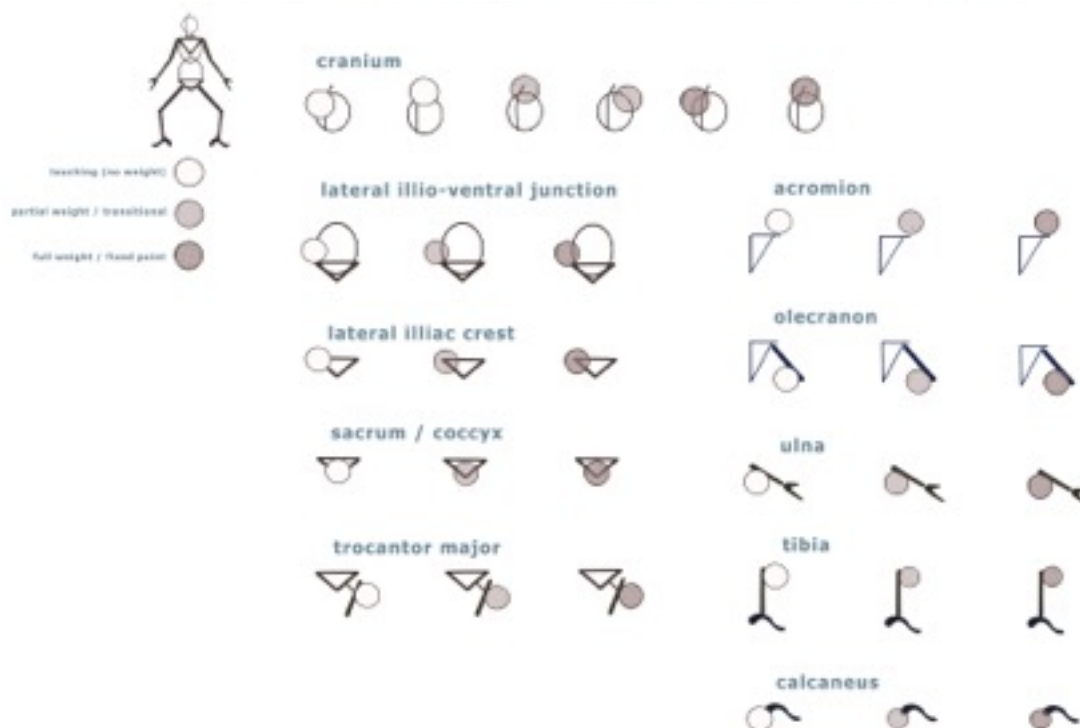 cranium
touching (no weight)
partial weight / transitional
full weight / fixed point
lateral illio-ventral junction
acromion
lateral illiac crest
olecranon
sacrum / coccyx
ulna
trocantor major
tibia
calcaneus